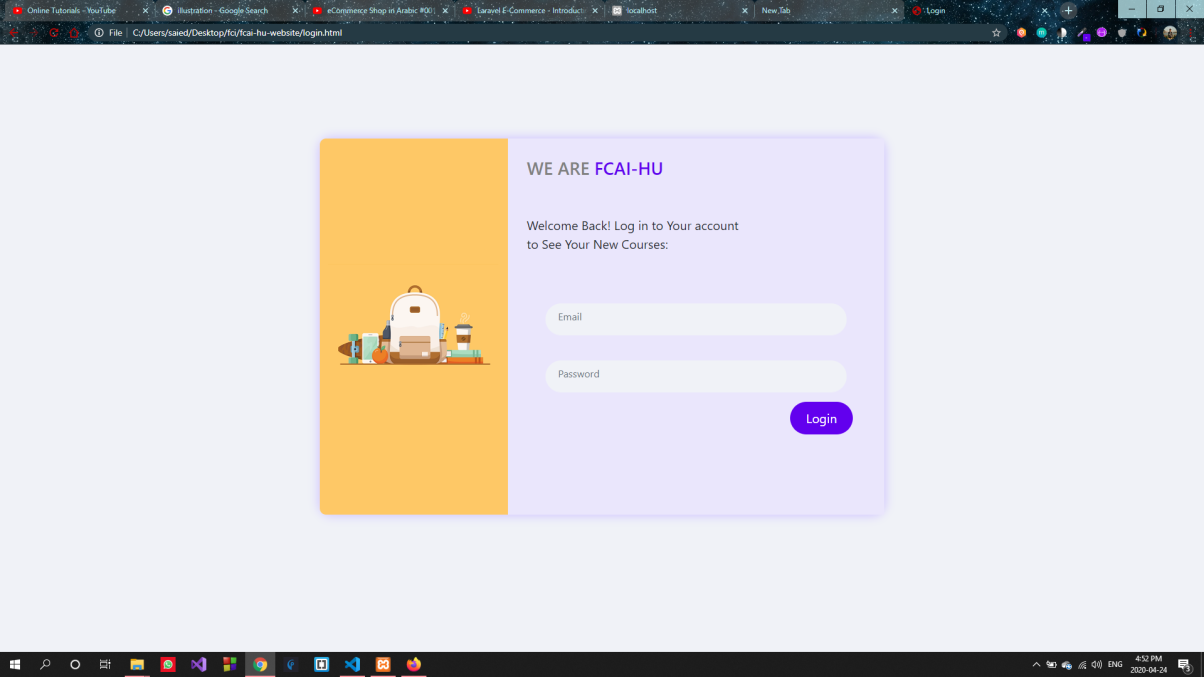 Online Tutorials - YouTube
illustration - Google Search
eCommerce Shop in Arabic #001
Laravel E-Commerce - Introducti
localhost
New Tab
Login
File | C:/Users/saied/Desktop/fci/fcai-hu-website/login.html
WE ARE FCAI-HU
Welcome Back! Log in to Your account
to See Your New Courses:
Email
Password
Login
ENG
4:52 PM
2020-04-24
3